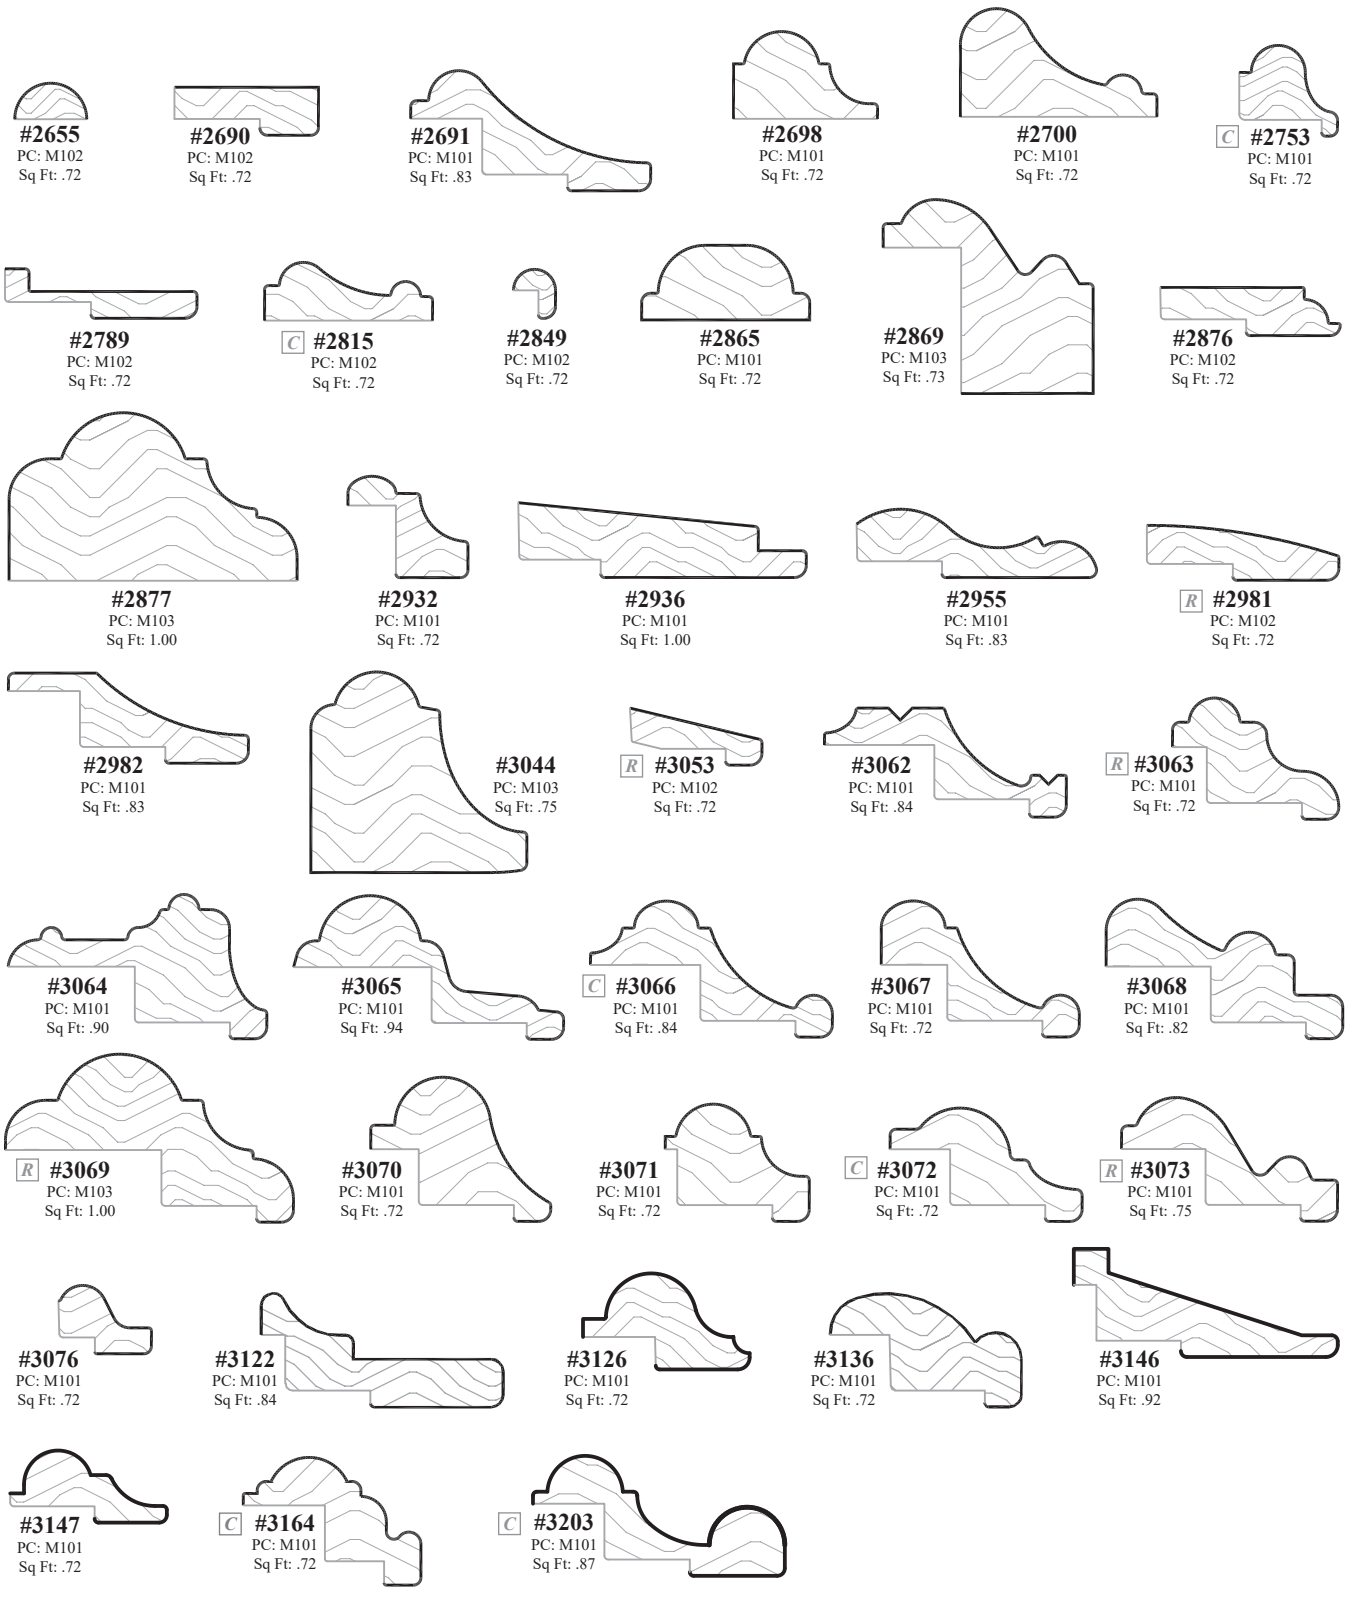 #2655
PC: M102
Sq Ft: .72
#2690
PC: M102
Sq Ft: .72
#2691
PC: M101
Sq Ft: .83
#2698
PC: M101
Sq Ft: .72
#2700
PC: M101
Sq Ft: .72
C #2753
PC: M101
Sq Ft: .72
#2789
PC: M102
Sq Ft: .72
C #2815
PC: M102
Sq Ft: .72
#2849
PC: M102
Sq Ft: .72
#2865
PC: M101
Sq Ft: .72
#2869
PC: M103
Sq Ft: .73
#2876
PC: M102
Sq Ft: .72
#2877
PC: M103
Sq Ft: 1.00
#2932
PC: M101
Sq Ft: .72
#2936
PC: M101
Sq Ft: 1.00
#2955
PC: M101
Sq Ft: .83
R #2981
PC: M102
Sq Ft: .72
#2982
PC: M101
Sq Ft: .83
#3044
PC: M103
Sq Ft: .75
R #3053
PC: M102
Sq Ft: .72
#3062
PC: M101
Sq Ft: .84
R #3063
PC: M101
Sq Ft: .72
#3064
PC: M101
Sq Ft: .90
#3065
PC: M101
Sq Ft: .94
C #3066
PC: M101
Sq Ft: .84
#3067
PC: M101
Sq Ft: .72
#3068
PC: M101
Sq Ft: .82
R #3069
PC: M103
Sq Ft: 1.00
#3070
PC: M101
Sq Ft: .72
#3071
PC: M101
Sq Ft: .72
C #3072
PC: M101
Sq Ft: .72
R #3073
PC: M101
Sq Ft: .75
#3076
PC: M101
Sq Ft: .72
#3122
PC: M101
Sq Ft: .84
#3126
PC: M101
Sq Ft: .72
#3136
PC: M101
Sq Ft: .72
#3146
PC: M101
Sq Ft: .92
#3147
PC: M101
Sq Ft: .72
C #3164
PC: M101
Sq Ft: .72
C #3203
PC: M101
Sq Ft: .87